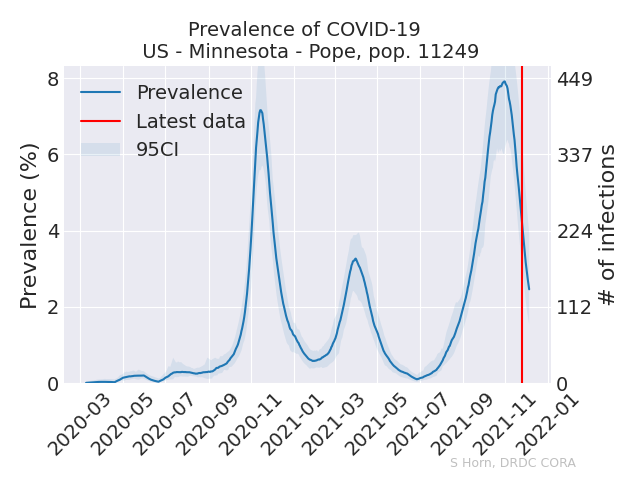 Prevalence of COVID-19
US - Minnesota - Pope, pop. 11249
Prevalence
Latest data
95CI
Prevalence (%)
8
6
4
2
0
449
337
224
112
0
# of infections
2020-03
2020-05
2020-07
2020-09
2020-11
2021-01
2021-03
2021-05
2021-07
2021-09
2021-11
2022-01
S Horn, DRDC CORA